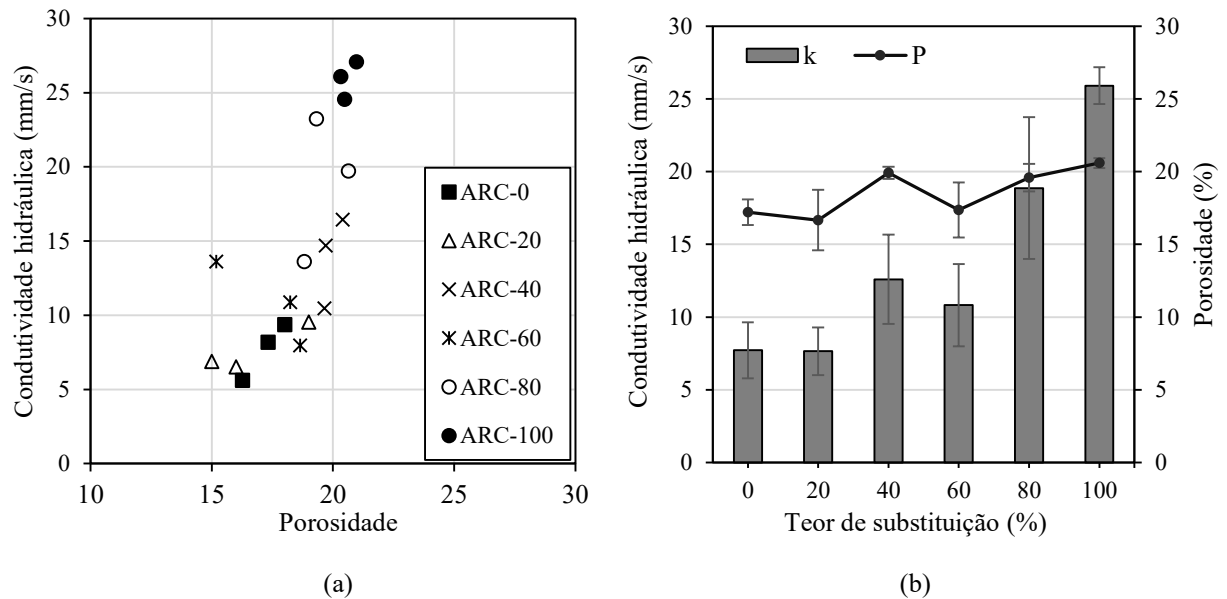 Condutividade hidráulica (mm/s)
30
25
20
15
10
5
0
10
15
20
25
30
Porosidade
ARC-0
ARC-20
ARC-40
ARC-60
ARC-80
ARC-100
(a)
Condutividade hidráulica (mm/s)
30
25
20
15
10
5
0
k
P
0
20
40
60
80
100
Teor de substituição (%)
30
25
20
15
10
5
0
Porosidade (%)
(b)